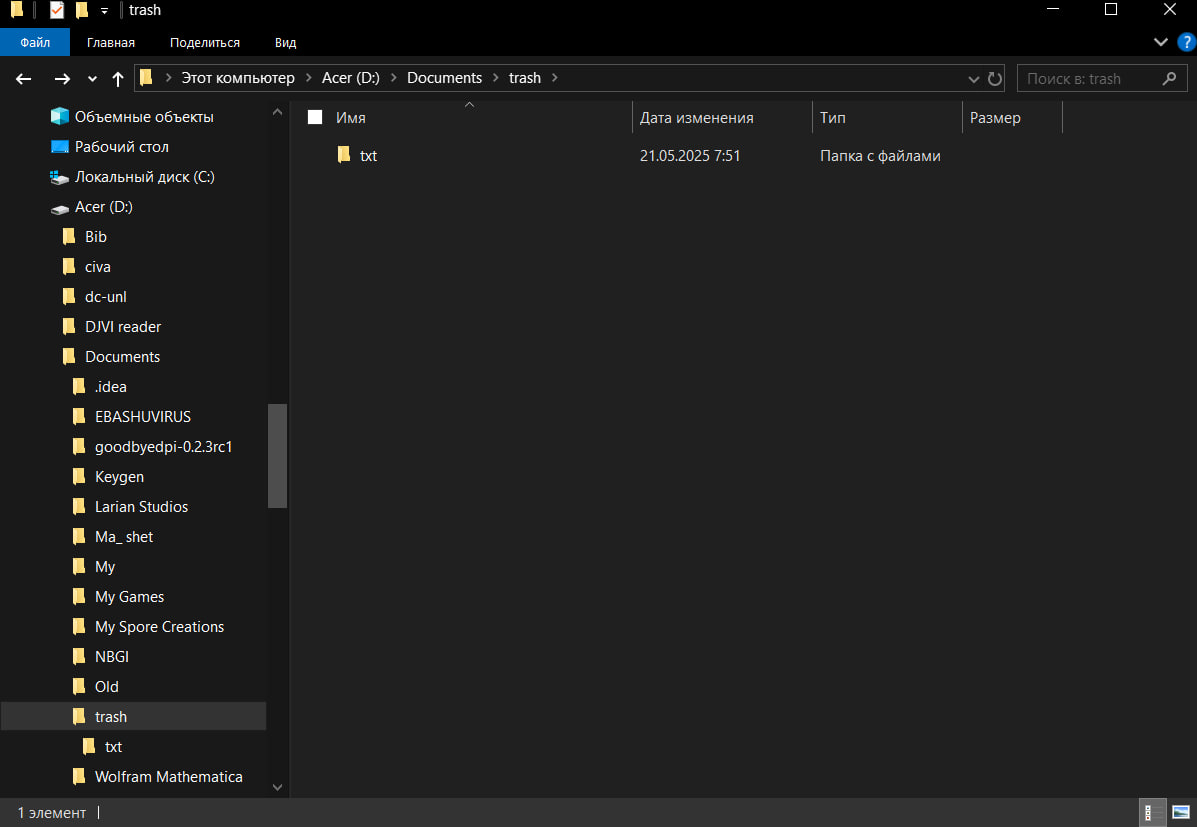 trash
Файл Главная Поделиться Вид
Этот компьютер Acer (D:) Documents trash Поиск в: trash
Имя Дата изменения Тип Размер
txt 21.05.2025 7:51 Папка с файлами
Объемные объекты
Рабочий стол
Локальный диск (C:)
Acer (D:)
Bib
civa
dc-unl
DJVI reader
Documents
.idea
EBASHUVIRUS
goodbyedpi-0.2.3rc1
Keygen
Larian Studios
Ma_ shet
My
My Games
My Spore Creations
NBGI
Old
trash
txt
Wolfram Mathematica
1 элемент